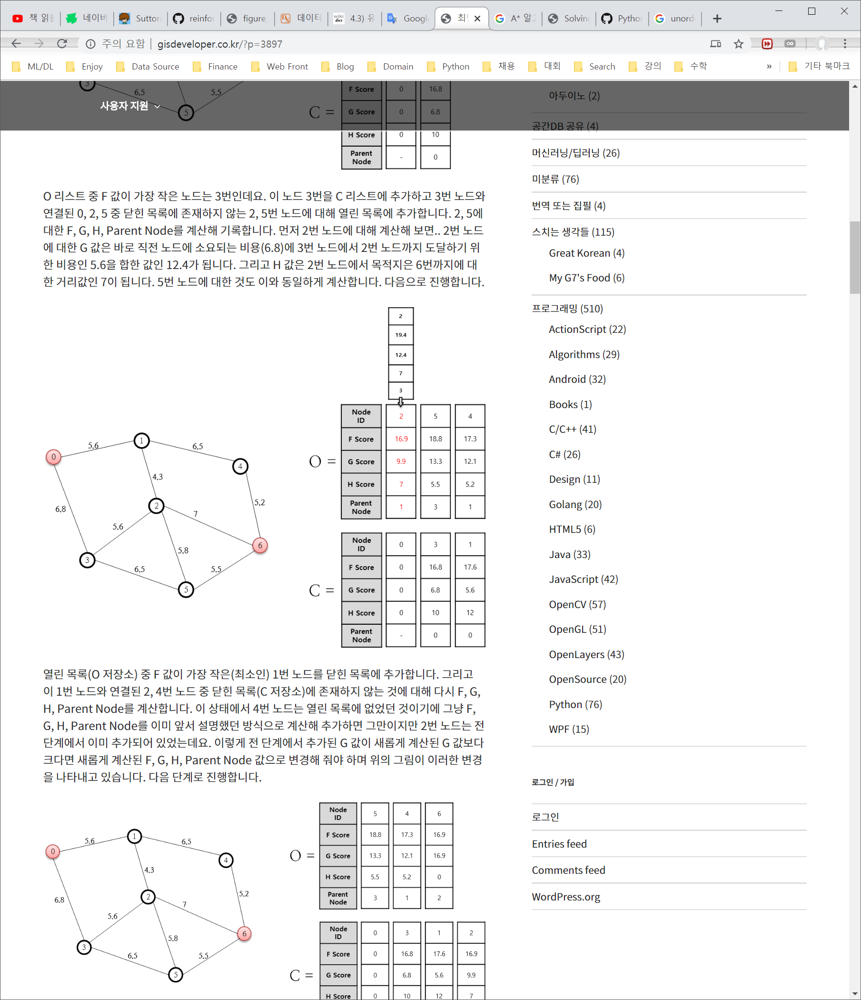 책 읽
네이버
Sutton
reinfor
figure_
데이터
4.3) 유
Googl
최
A* 알
Solving
Pytho
unord
주의 요함 | gisdeveloper.co.kr/?p=3897
ML/DL Enjoy Data Source Finance Web Front Blog Domain Python 채용 대회 Search 강의 수학 » 기타 북마크
사용자 지원
3
6.5
5.5
5
C =
F Score 0 16.8
G Score 0 6.8
H Score 0 10
Parent Node - 0
O 리스트 중 F 값이 가장 작은 노드는 3번인데요. 이 노드 3번을 C 리스트에 추가하고 3번 노드와
연결된 0, 2, 5 중 닫힌 목록에 존재하지 않는 2, 5번 노드에 대해 열린 목록에 추가합니다. 2, 5에
대한 F, G, H, Parent Node를 계산해 기록합니다. 먼저 2번 노드에 대해 계산해 보면.. 2번 노드
에 대한 G 값은 바로 직전 노드에 소요되는 비용(6.8)에 3번 노드에서 2번 노드까지 도달하기 위
한 비용인 5.6을 합한 값인 12.4가 됩니다. 그리고 H 값은 2번 노드에서 목적지은 6번까지에 대
한 거리값인 7이 됩니다. 5번 노드에 대한 것도 이와 동일하게 계산합니다. 다음으로 진행합니다.
2
19.4
12.4
7
3
O =
Node ID 2 5 4
F Score 16.9 18.8 17.3
G Score 9.9 13.3 12.1
H Score 7 5.5 5.2
Parent Node 1 3 1
0
5.6
1
6.5
4
4.3
6.8
2
5.2
7
5.6
5.8
6
3
6.5
5.5
5
C =
Node ID 0 3 1
F Score 0 16.8 17.6
G Score 0 6.8 5.6
H Score 0 10 12
Parent Node - 0 0
열린 목록(O 저장소) 중 F 값이 가장 작은(최소인) 1번 노드를 닫힌 목록에 추가합니다. 그리고
이 1번 노드와 연결된 2, 4번 노드 중 닫힌 목록(C 저장소)에 존재하지 않는 것에 대해 다시 F, G,
H, Parent Node를 계산합니다. 이 상태에서 4번 노드는 열린 목록에 없었던 것이기에 그냥 F,
G, H, Parent Node를 이미 앞서 설명했던 방식으로 계산해 추가하면 그만이지만 2번 노드는 전
단계에서 이미 추가되어 있었는데요. 이렇게 전 단계에서 추가된 G 값이 새롭게 계산된 G 값보다
크다면 새롭게 계산된 F, G, H, Parent Node 값으로 변경해 줘야 하며 위의 그림이 이러한 변경
을 나타내고 있습니다. 다음 단계로 진행합니다.
0
5.6
1
6.5
4
4.3
6.8
2
5.2
7
5.6
5.8
6
3
6.5
5.5
5
O =
Node ID 5 4 6
F Score 18.8 17.3 16.9
G Score 13.3 12.1 16.9
H Score 5.5 5.2 0
Parent Node 3 1 2
C =
Node ID 0 3 1 2
F Score 0 16.8 17.6 16.9
G Score 0 6.8 5.6 9.9
H Score 0 10 12 7
아두이노 (2)
공간DB 공유 (4)
머신러닝/딥러닝 (26)
미분류 (76)
번역 또는 집필 (4)
스치는 생각들 (115)
Great Korean (4)
My G7's Food (6)
프로그래밍 (510)
ActionScript (22)
Algorithms (29)
Android (32)
Books (1)
C/C++ (41)
C# (26)
Design (11)
Golang (20)
HTML5 (6)
Java (33)
JavaScript (42)
OpenCV (57)
OpenGL (51)
OpenLayers (43)
OpenSource (20)
Python (76)
WPF (15)
로그인 / 가입
로그인
Entries feed
Comments feed
WordPress.org